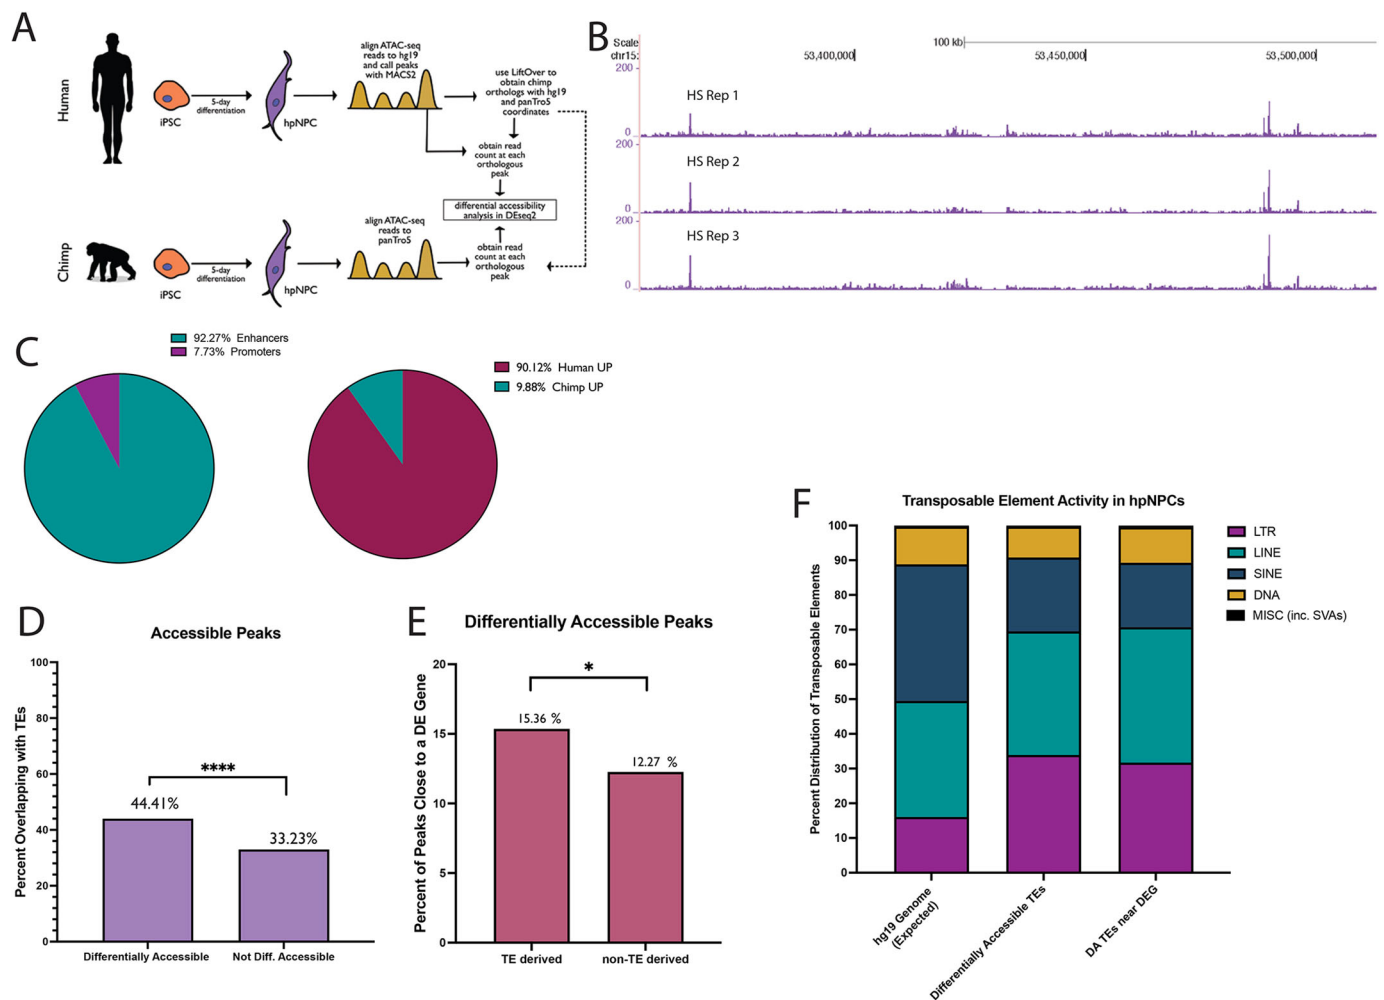 A
Human
iPSC
5-day
differentiation
hpNPC
align ATAC-seq
reads to hg19
and call peaks
with MACS2
use LiftOver to
obtain chimp
orthologs with hg19
and panTro5
coordinates
obtain read
count at each
orthologous
peak
differential accessibility
analysis in DEseq2
Chimp
iPSC
5-day
differentiation
hpNPC
align ATAC-seq
reads to
panTro5
obtain read
count at each
orthologous
peak
B
Scale
chr15:
100 kb
53,400,000
53,450,000
53,500,000
200
HS Rep 1
0
200
HS Rep 2
0
200
HS Rep 3
0
C
92.27% Enhancers
7.73% Promoters
90.12% Human UP
9.88% Chimp UP
D
Accessible Peaks
Percent Overlapping with TEs
100
80
60
40
20
0
****
44.41%
33.23%
Differentially Accessible
Not Diff. Accessible
E
Differentially Accessible Peaks
Percent of Peaks Close to a DE Gene
20
15
10
5
0
*
15.36 %
12.27 %
TE derived
non-TE derived
F
Transposable Element Activity in hpNPCs
Percent Distribution of Transposable Elements
100
90
80
70
60
50
40
30
20
10
0
hg19 Genome
(Expected)
Differentially Accessible TEs
DA TEs near DEG
LTR
LINE
SINE
DNA
MISC (inc. SVAs)